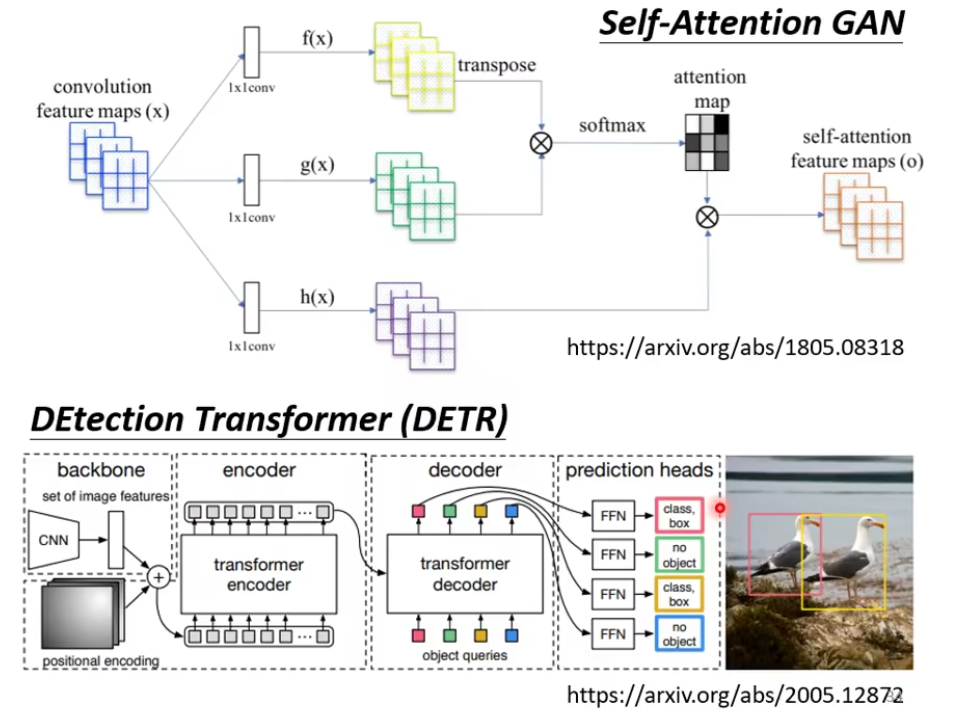 Self-Attention GAN
convolution
feature maps (x)
f(x)
1x1conv
transpose
g(x)
1x1conv
h(x)
1x1conv
softmax
attention
map
self-attention
feature maps (o)
https://arxiv.org/abs/1805.08318
DEtection Transformer (DETR)
backbone
set of image features
CNN
+
positional encoding
encoder
transformer
encoder
decoder
transformer
decoder
object queries
prediction heads
FFN
class,
box
FFN
no
object
FFN
class,
box
FFN
no
object
https://arxiv.org/abs/2005.12872